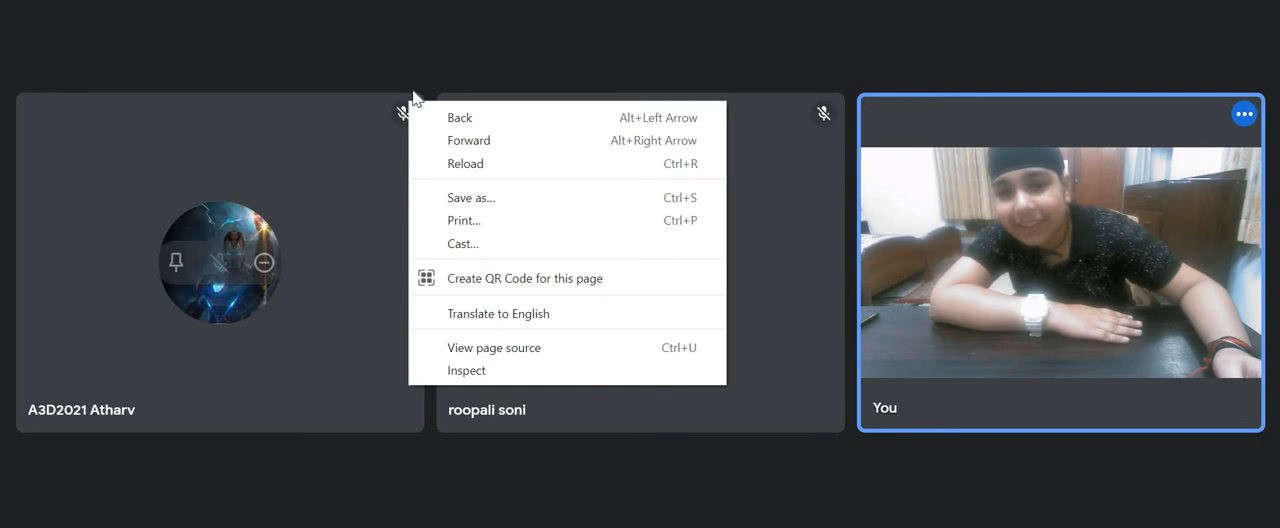 Back Alt+Left Arrow
Forward Alt+Right Arrow
Reload Ctrl+R
Save as... Ctrl+S
Print... Ctrl+P
Cast...
Create QR Code for this page
Translate to English
View page source Ctrl+U
Inspect
A3D2021 Atharv
roopali soni
You